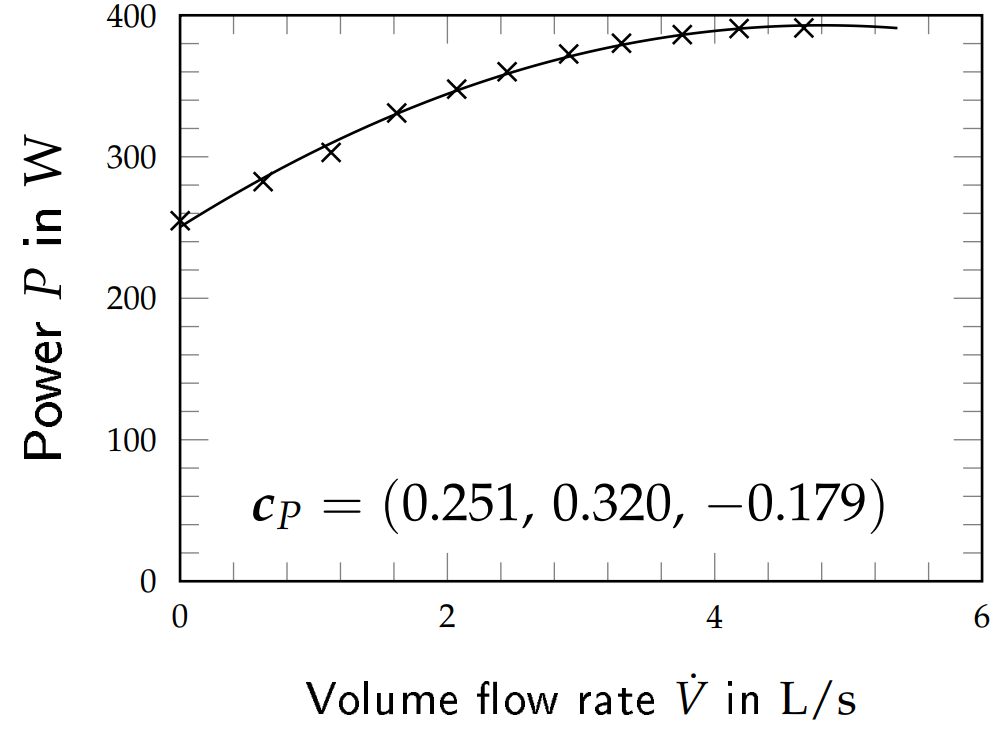 400
300
200
100
0
Power P in W
c_P = (0.251, 0.320, −0.179)
0 2 4 6
Volume flow rate V̇ in L/s